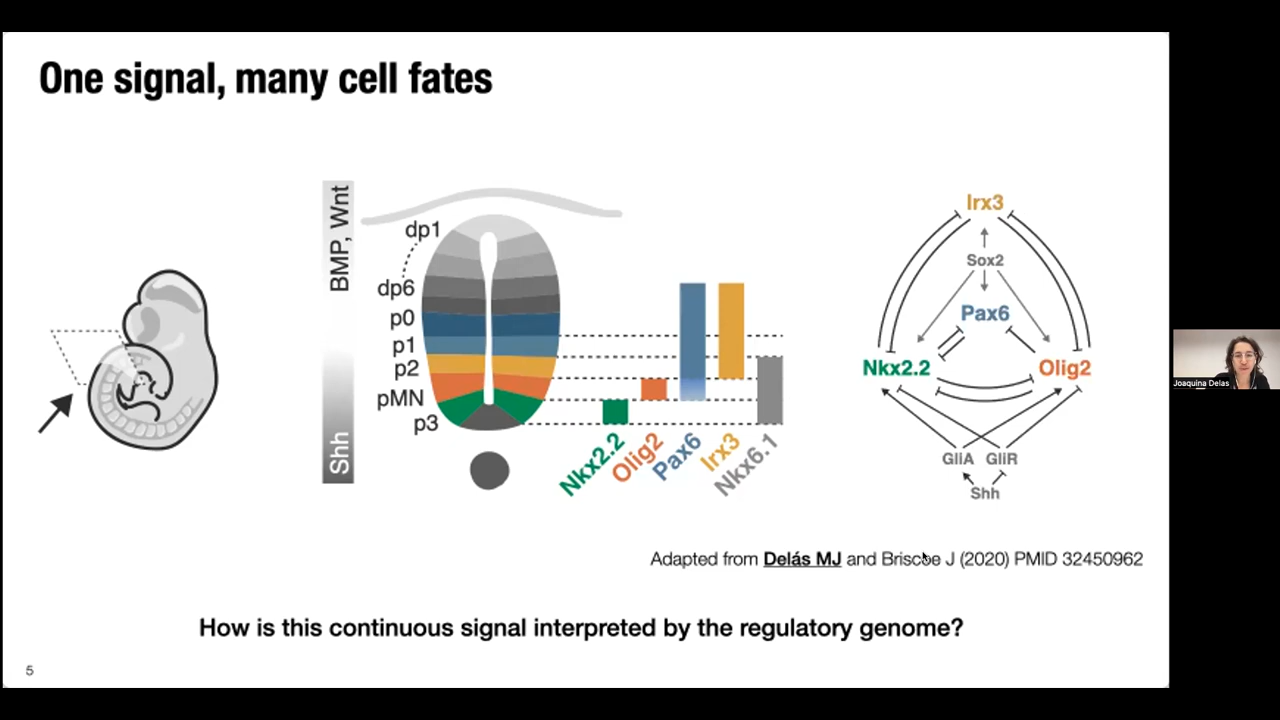 One signal, many cell fates
BMP, Wnt
Shh
dp1
dp6
p0
p1
p2
pMN
p3
Nkx2.2
Olig2
Pax6
Irx3
Nkx6.1
Irx3
Sox2
Pax6
Nkx2.2
Olig2
GliA
GliR
Shh
Adapted from Delás MJ and Briscoe J (2020) PMID 32450962
How is this continuous signal interpreted by the regulatory genome?
5
Joaquina Delas